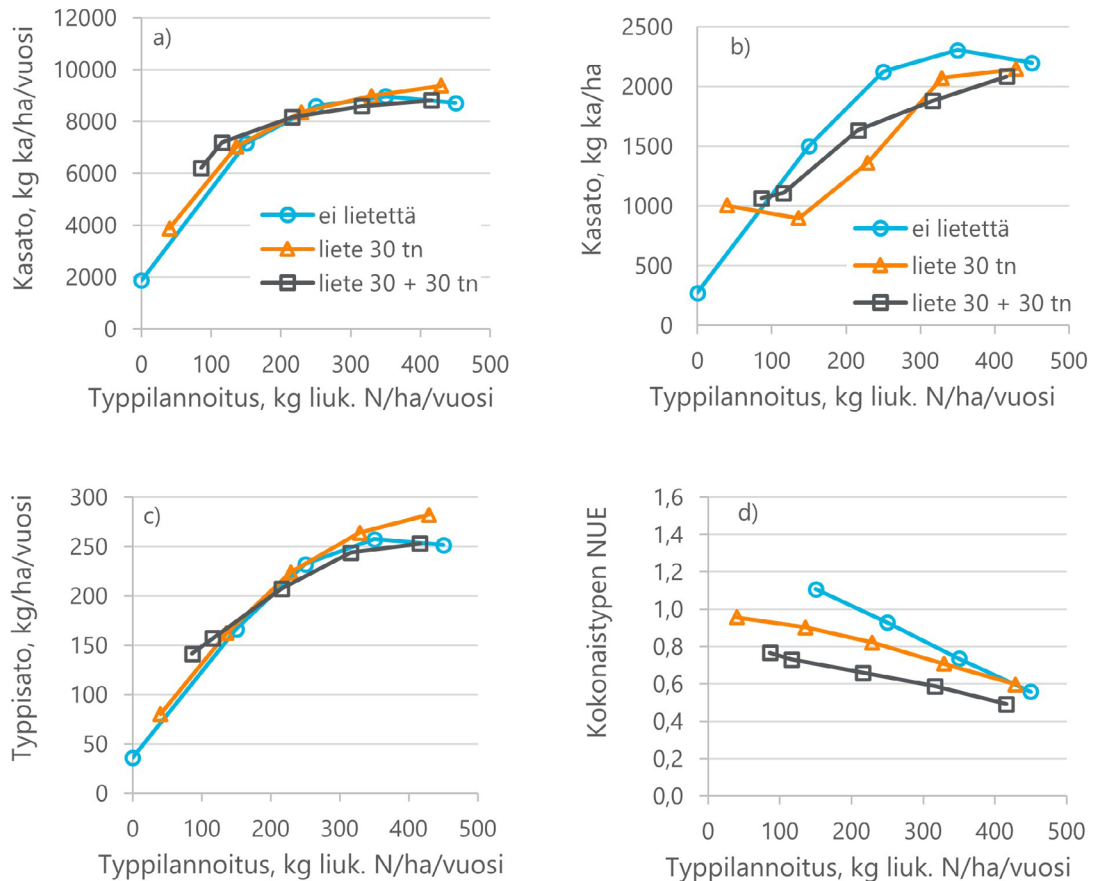 a)
Kasato, kg ka/ha/vuosi
12000
10000
8000
6000
4000
2000
0
ei lietettä
liete 30 tn
liete 30 + 30 tn
0 100 200 300 400 500
Typpilannoitus, kg liuk. N/ha/vuosi
b)
Kasato, kg ka/ha
2500
2000
1500
1000
500
0
ei lietettä
liete 30 tn
liete 30 + 30 tn
0 100 200 300 400 500
Typpilannoitus, kg liuk. N/ha/vuosi
c)
Typpisato, kg/ha/vuosi
300
250
200
150
100
50
0
0 100 200 300 400 500
Typpilannoitus, kg liuk. N/ha/vuosi
d)
Kokonaistypen NUE
1,6
1,4
1,2
1,0
0,8
0,6
0,4
0,2
0,0
0 100 200 300 400 500
Typpilannoitus, kg liuk. N/ha/vuosi